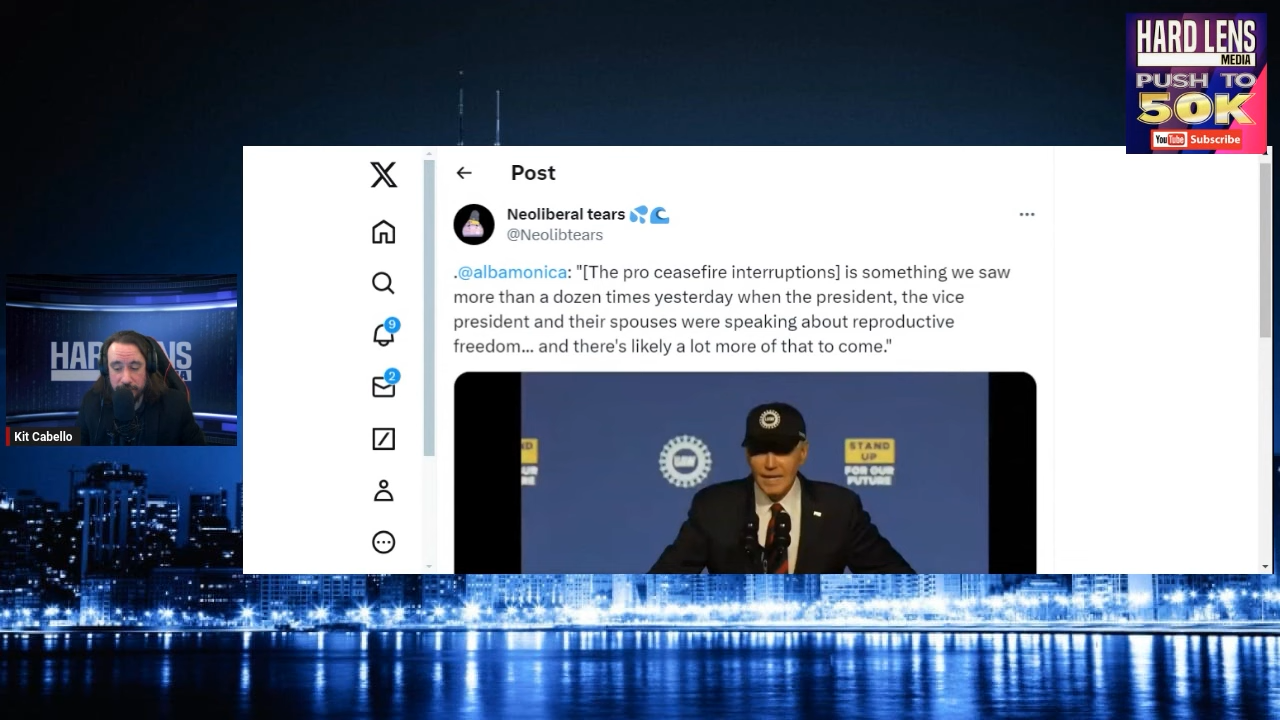 HARD LENS
MEDIA
PUSH TO
50K
YouTube Subscribe
Post
Neoliberal tears
@Neolibtears
.@albamonica: "[The pro ceasefire interruptions] is something we saw
more than a dozen times yesterday when the president, the vice
president and their spouses were speaking about reproductive
freedom... and there's likely a lot more of that to come."
9
2
UAW
STAND
UP
FOR OUR
FUTURE
Kit Cabello